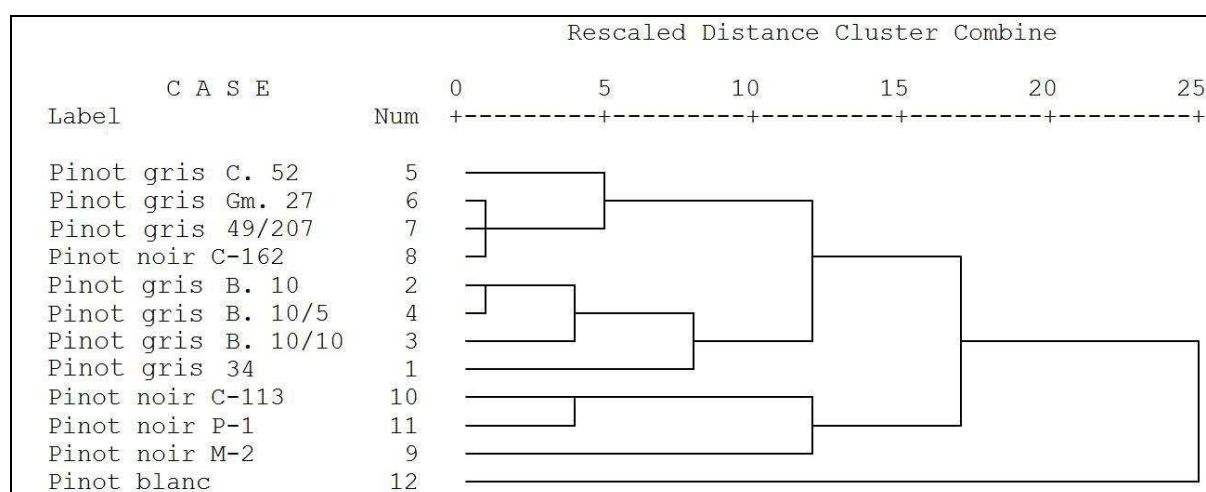 Rescaled Distance Cluster Combine
C A S E 0 5 10 15 20 25
Label Num +---------+---------+---------+---------+---------+
Pinot gris C. 52 5
Pinot gris Gm. 27 6
Pinot gris 49/207 7
Pinot noir C-162 8
Pinot gris B. 10 2
Pinot gris B. 10/5 4
Pinot gris B. 10/10 3
Pinot gris 34 1
Pinot noir C-113 10
Pinot noir P-1 11
Pinot noir M-2 9
Pinot blanc 12